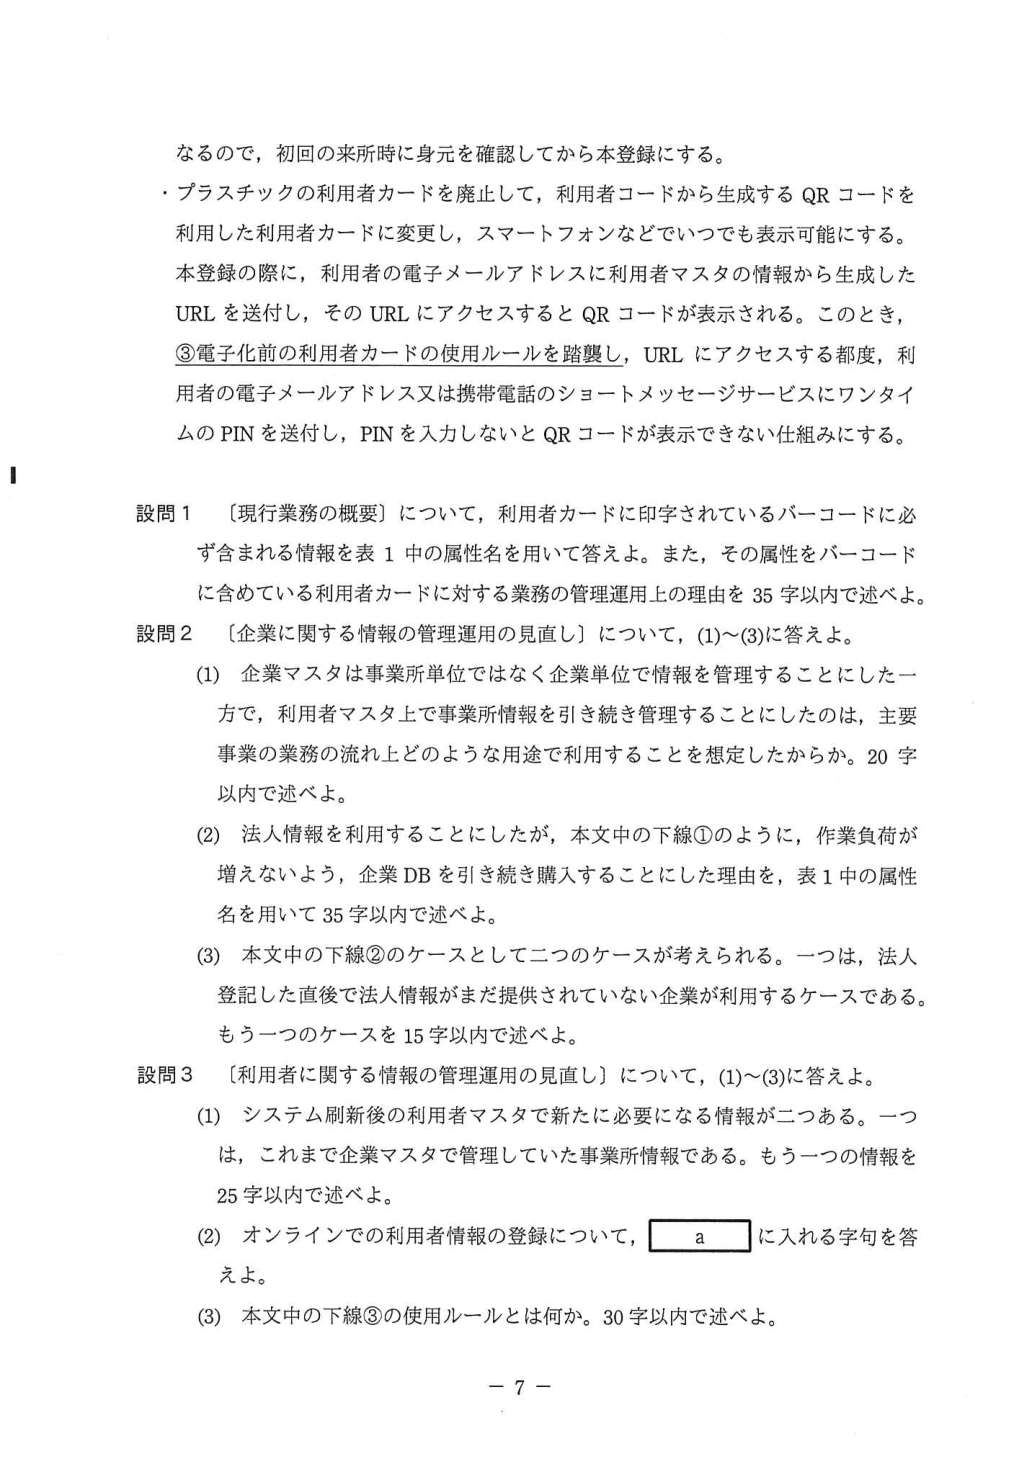 なるので，初回の来所時に身元を確認してから本登録にする。
・プラスチックの利用者カードを廃止して，利用者コードから生成する QR コードを
利用した利用者カードに変更し，スマートフォンなどでいつでも表示可能にする。
本登録の際に，利用者の電子メールアドレスに利用者マスタの情報から生成した
URL を送付し，その URL にアクセスすると QR コードが表示される。このとき，
③電子化前の利用者カードの使用ルールを踏襲し，URL にアクセスする都度，利
用者の電子メールアドレス又は携帯電話のショートメッセージサービスにワンタイ
ムの PIN を送付し，PIN を入力しないと QR コードが表示できない仕組みにする。
設問1 〔現行業務の概要〕について，利用者カードに印字されているバーコードに必
ず含まれる情報を表 1 中の属性名を用いて答えよ。また，その属性をバーコード
に含めている利用者カードに対する業務の管理運用上の理由を 35 字以内で述べよ。
設問2 〔企業に関する情報の管理運用の見直し〕について，(1)～(3)に答えよ。
(1) 企業マスタは事業所単位ではなく企業単位で情報を管理することにした一
方で，利用者マスタ上で事業所情報を引き続き管理することにしたのは，主要
事業の業務の流れ上どのような用途で利用することを想定したからか。20 字
以内で述べよ。
(2) 法人情報を利用することにしたが，本文中の下線①のように，作業負荷が
増えないよう，企業 DB を引き続き購入することにした理由を，表 1 中の属性
名を用いて 35 字以内で述べよ。
(3) 本文中の下線②のケースとして二つのケースが考えられる。一つは，法人
登記した直後で法人情報がまだ提供されていない企業が利用するケースである。
もう一つのケースを 15 字以内で述べよ。
設問3 〔利用者に関する情報の管理運用の見直し〕について，(1)～(3)に答えよ。
(1) システム刷新後の利用者マスタで新たに必要になる情報が二つある。一つ
は，これまで企業マスタで管理していた事業所情報である。もう一つの情報を
25 字以内で述べよ。
(2) オンラインでの利用者情報の登録について， a に入れる字句を答
えよ。
(3) 本文中の下線③の使用ルールとは何か。30 字以内で述べよ。
－ 7 －